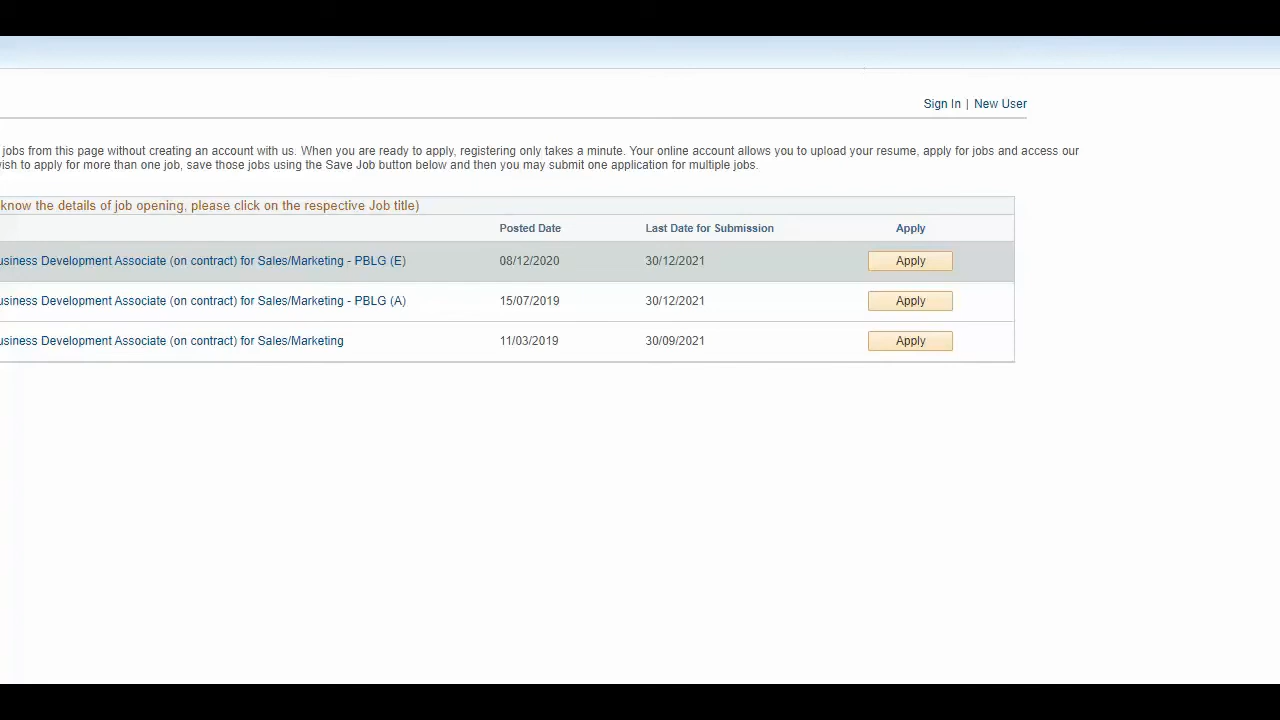 Sign In | New User
jobs from this page without creating an account with us. When you are ready to apply, registering only takes a minute. Your online account allows you to upload your resume, apply for jobs and access our
wish to apply for more than one job, save those jobs using the Save Job button below and then you may submit one application for multiple jobs.
know the details of job opening, please click on the respective Job title)
Posted Date Last Date for Submission Apply
usiness Development Associate (on contract) for Sales/Marketing - PBLG (E) 08/12/2020 30/12/2021 Apply
usiness Development Associate (on contract) for Sales/Marketing - PBLG (A) 15/07/2019 30/12/2021 Apply
usiness Development Associate (on contract) for Sales/Marketing 11/03/2019 30/09/2021 Apply